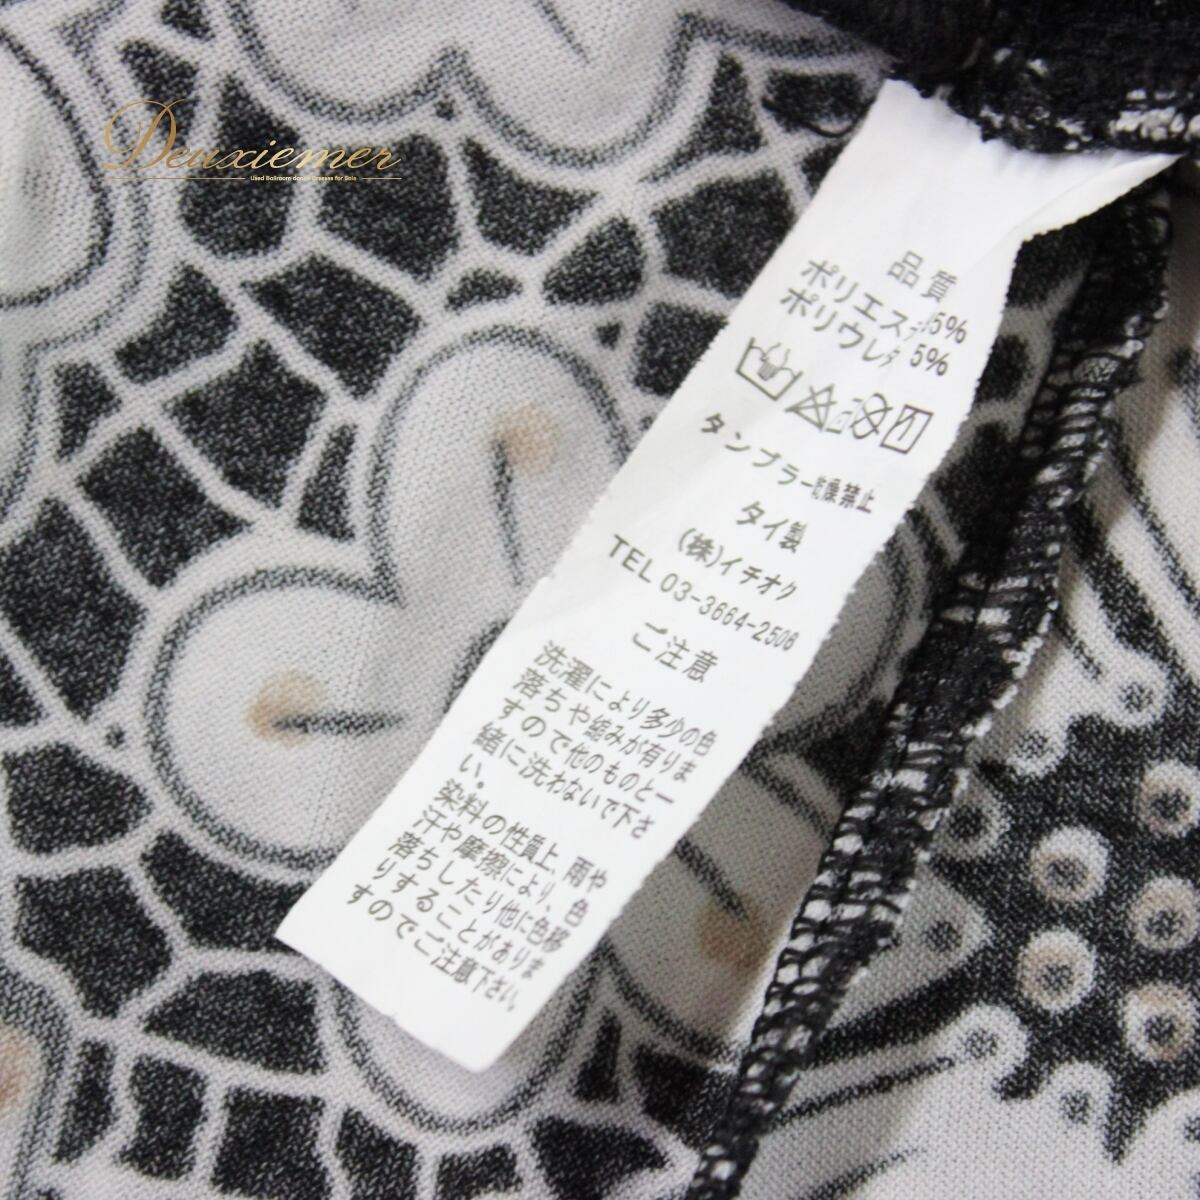 Deuxiemer
Used Ballroom dance dresses for Sale
品質
ポリエステ 95%
ポリウレタ 5%
タンブラー乾燥禁止
タイ製
(株)イチオク
TEL 03-3664-2506
ご注意
洗濯により多少の色
落ちや縮みが有りま
すので他のものと一
緒に洗わないで下さ
い。
染料の性質上、雨や
汗や摩擦により、色
落ちしたり他に色移
りすることがありま
すのでご注意下さい。